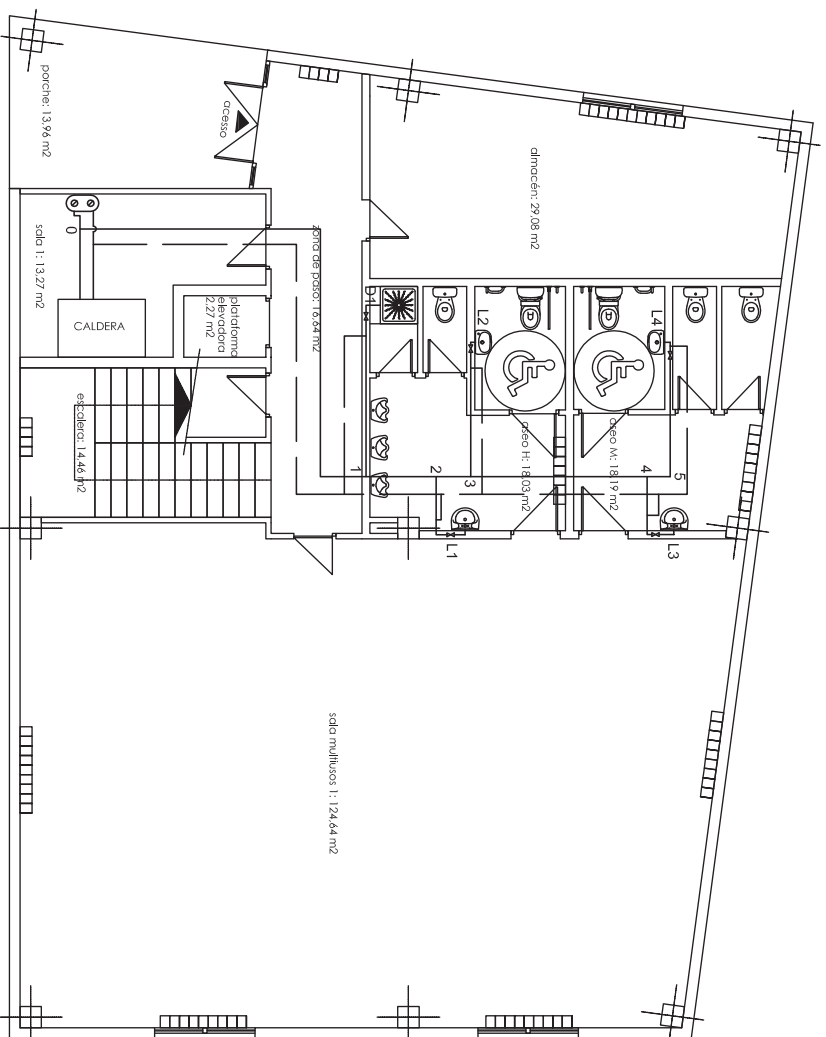 porche: 13,96 m2
acceso
almacén: 29,08 m2
sala 1: 13,27 m2
0
CALDERA
plataforma
elevadora
2.27 m2
zona de paso: 16,64 m2
escalera: 14,46 m2
D1
L2
L4
aseo H: 18,03 m2
aseo M: 18,19 m2
1
2
3
4
5
L1
L3
sala multiusos 1: 124,64 m2